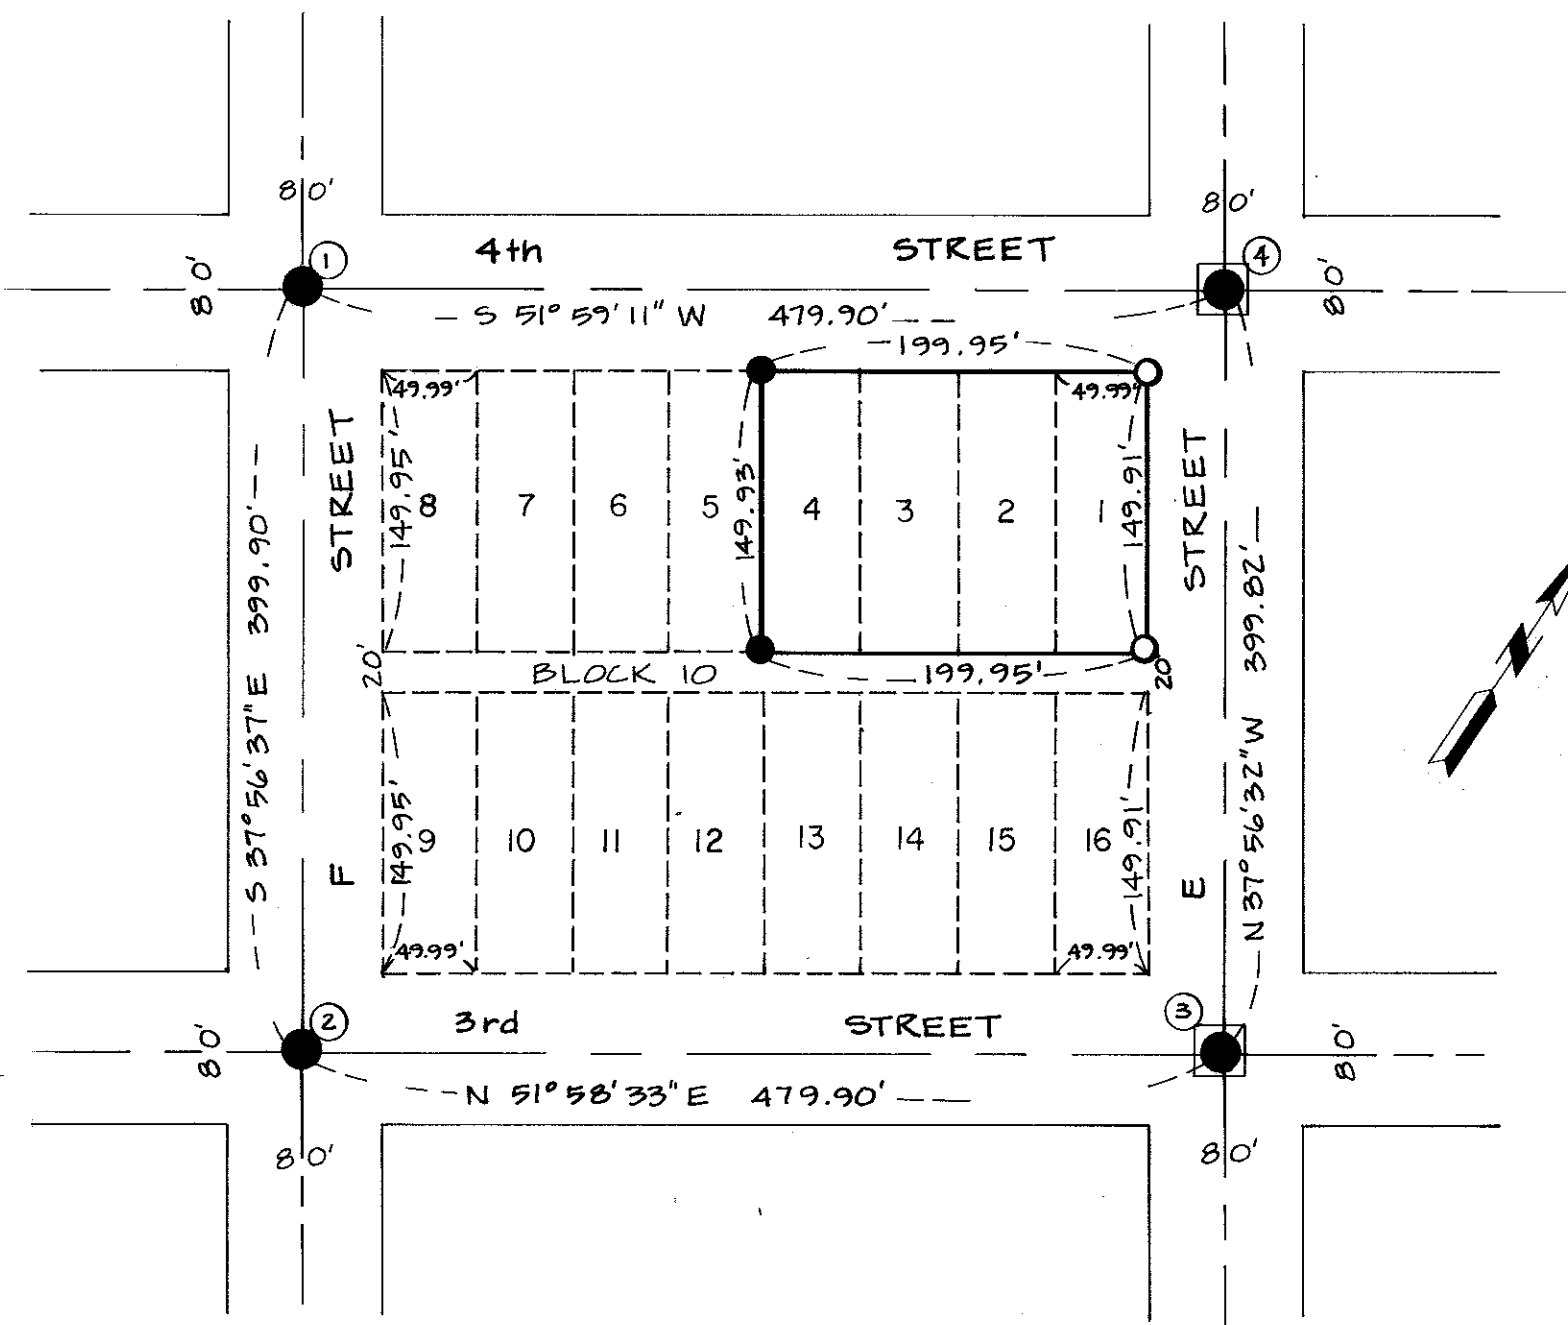 80'
80'
4th STREET
1
4
80'
80'
S 51° 59' 11" W 479.90'
199.95'
49.99'
49.99'
STREET
STREET
149.95'
149.93'
149.91'
8 7 6 5 4 3 2 1
S 37° 56' 37" E 399.90'
N 37° 56' 32" W 399.82'
20'
BLOCK 10
199.95'
20'
149.95'
149.91'
9 10 11 12 13 14 15 16
F
E
49.99'
49.99'
2
3rd STREET
3
80'
80'
N 51° 58' 33" E 479.90'
80'
80'